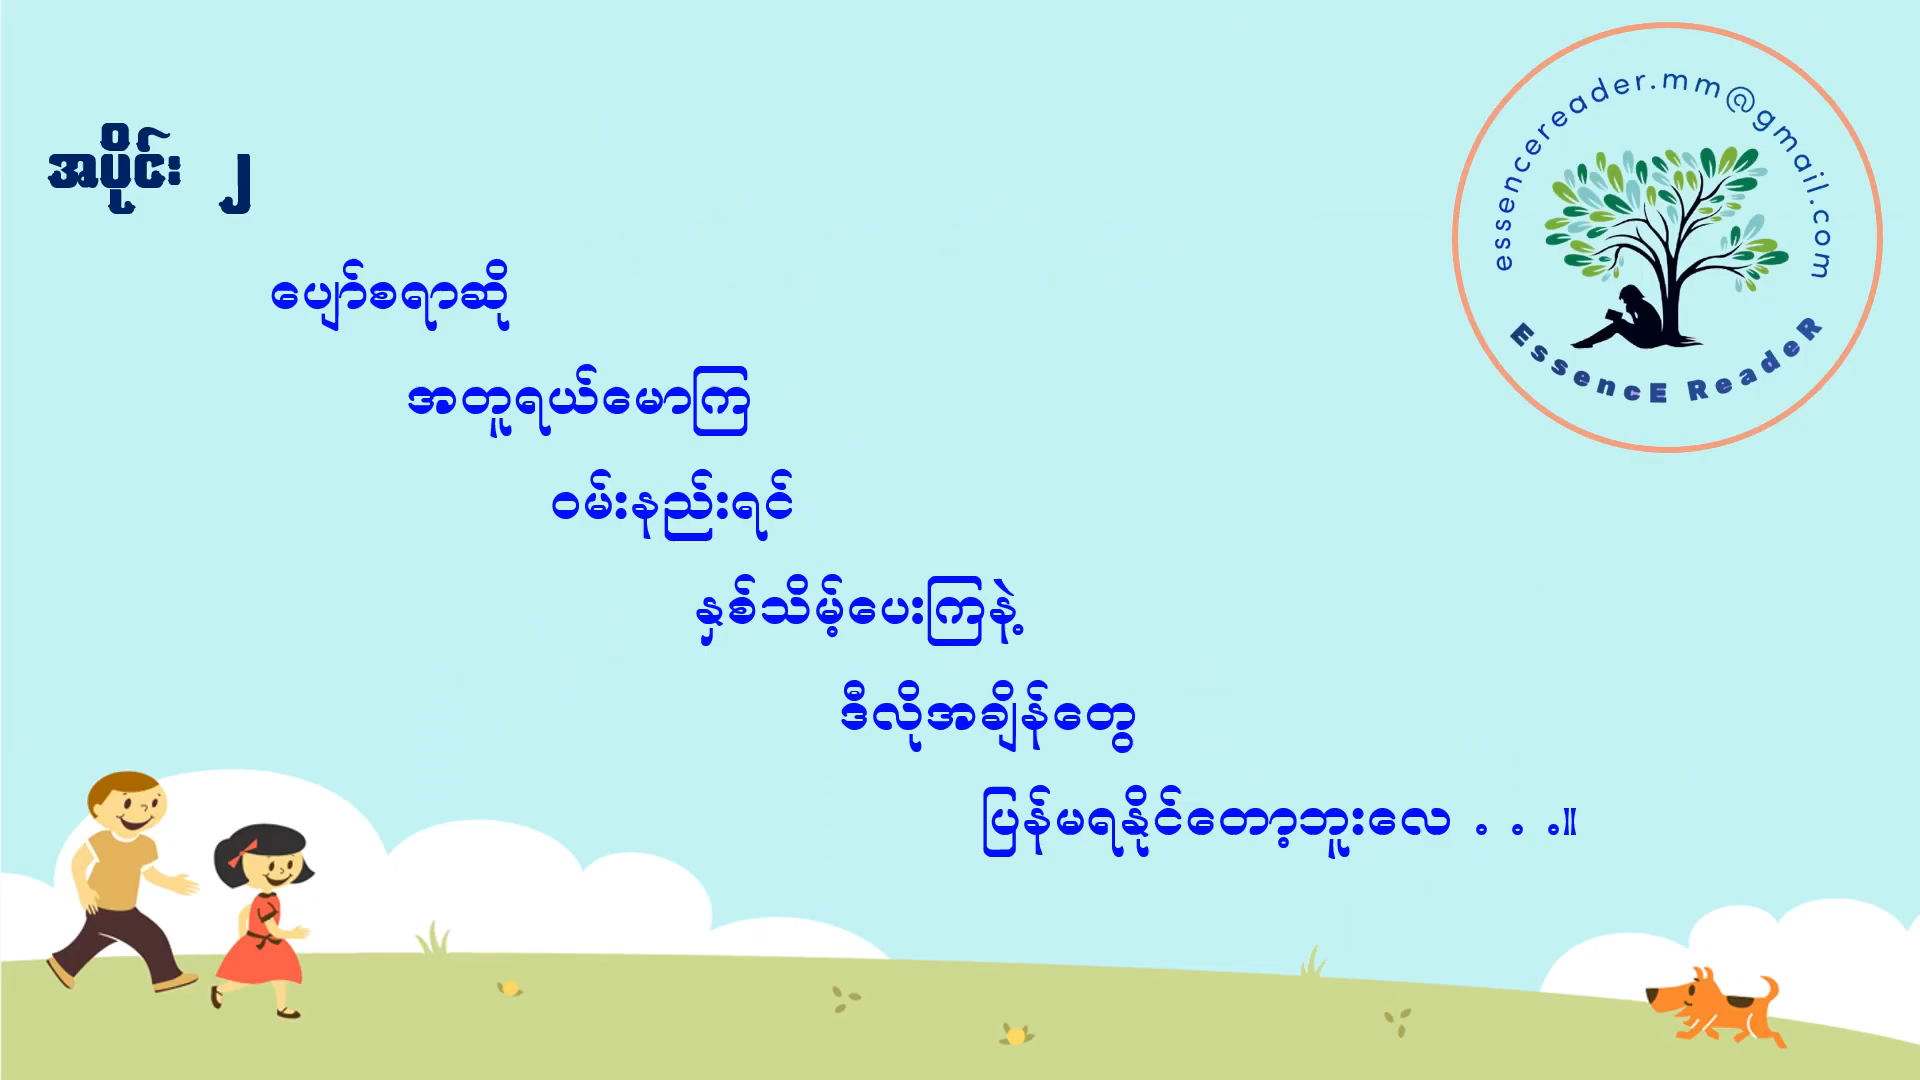 အပိုင်း ၂
ပျော်စရာဆို
အတူရယ်မောကြ
ဝမ်းနည်းရင်
နှစ်သိမ့်ပေးကြနဲ့
ဒီလိုအချိန်တွေ
ပြန်မရနိုင်တော့ဘူးလေ . . .။
essencereader.mm@gmail.com
EssencE ReadeR